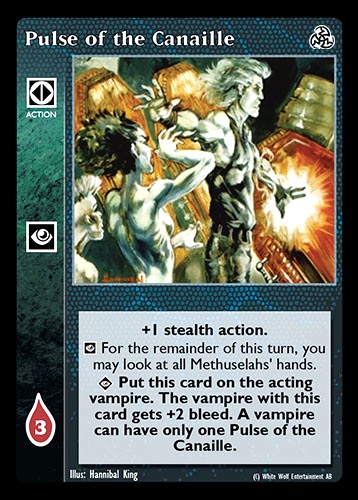 Pulse of the Canaille
ACTION
+1 stealth action.
For the remainder of this turn, you
may look at all Methuselahs' hands.
Put this card on the acting
vampire. The vampire with this
card gets +2 bleed. A vampire
can have only one Pulse of the
Canaille.
3
Illus: Hannibal King
(C) White Wolf Entertainment AB